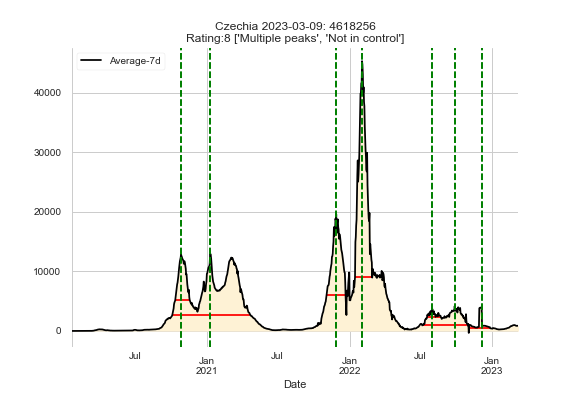 Czechia 2023-03-09: 4618256
Rating:8 ['Multiple peaks', 'Not in control']
Average-7d
40000
30000
20000
10000
0
Jul
Jan
2021
Jul
Jan
2022
Jul
Jan
2023
Date